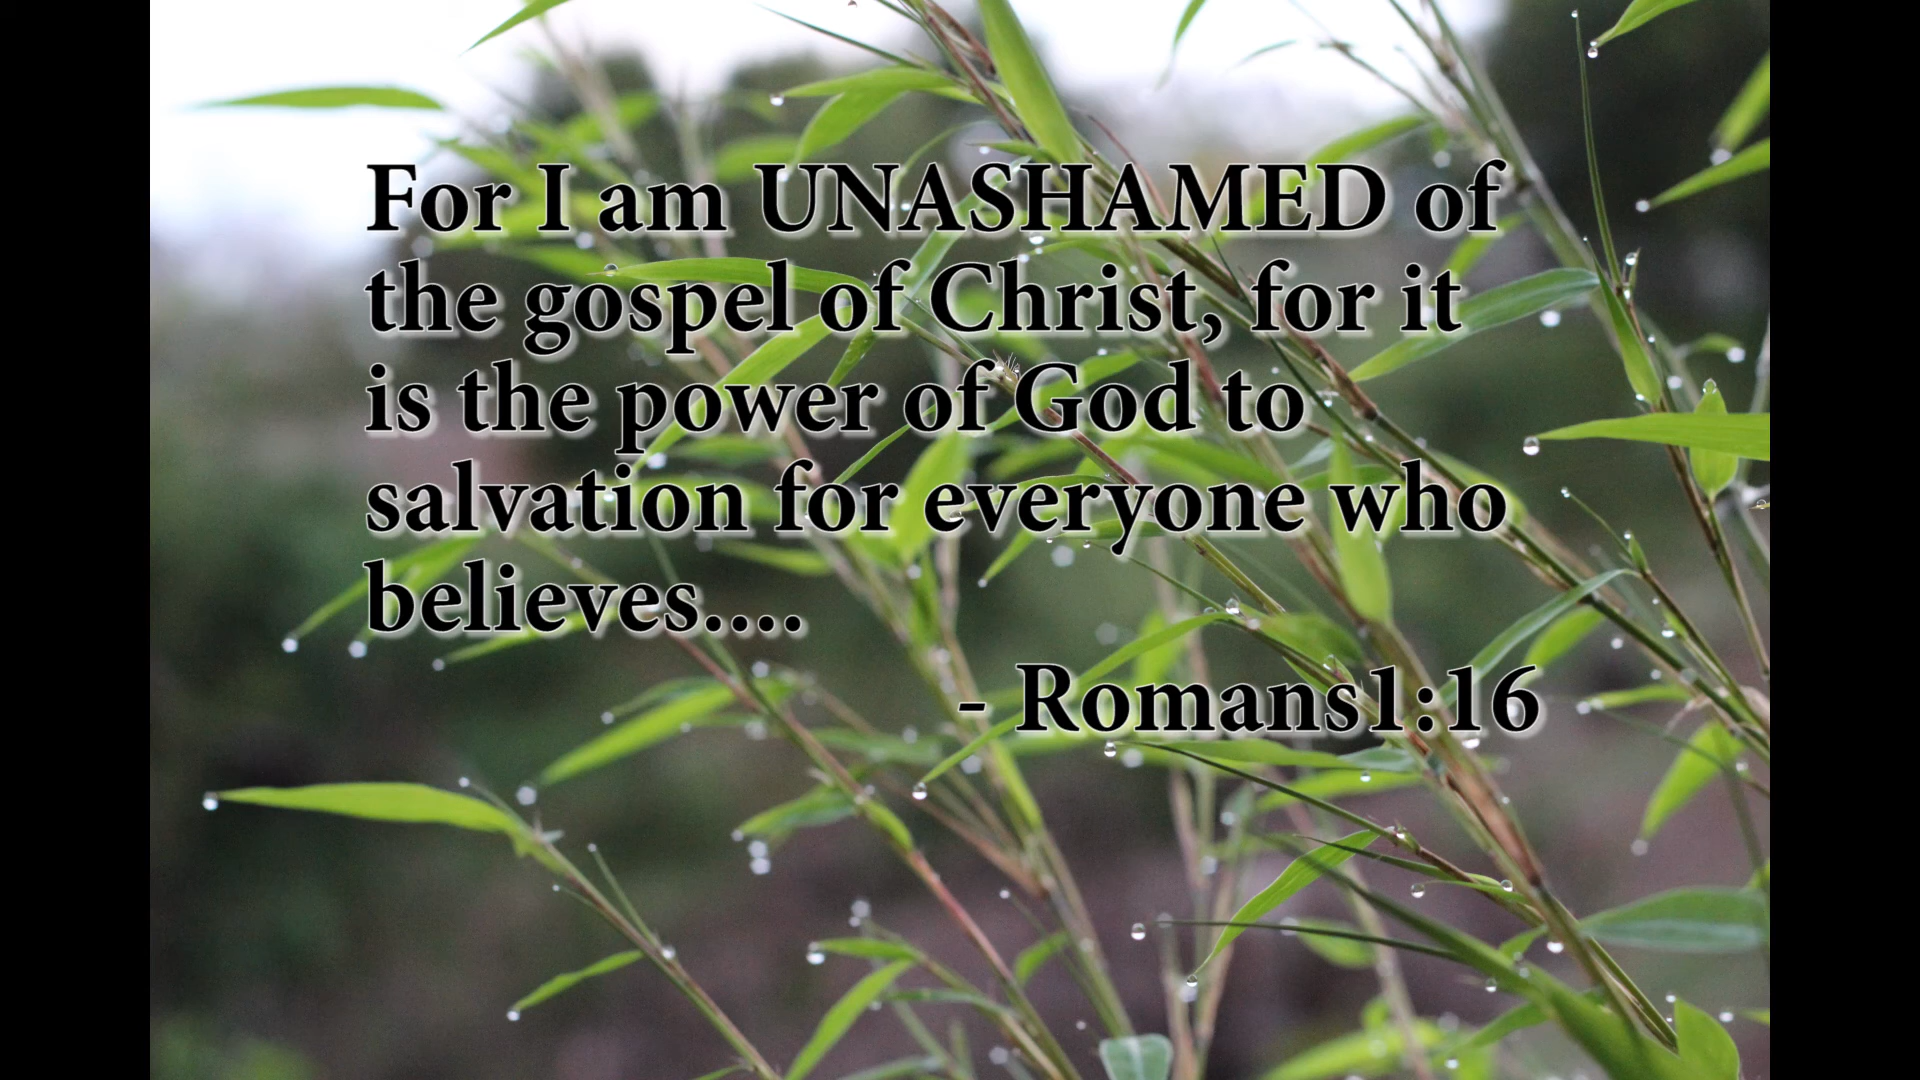 For I am UNASHAMED of
the gospel of Christ, for it
is the power of God to
salvation for everyone who
believes....
- Romans1:16